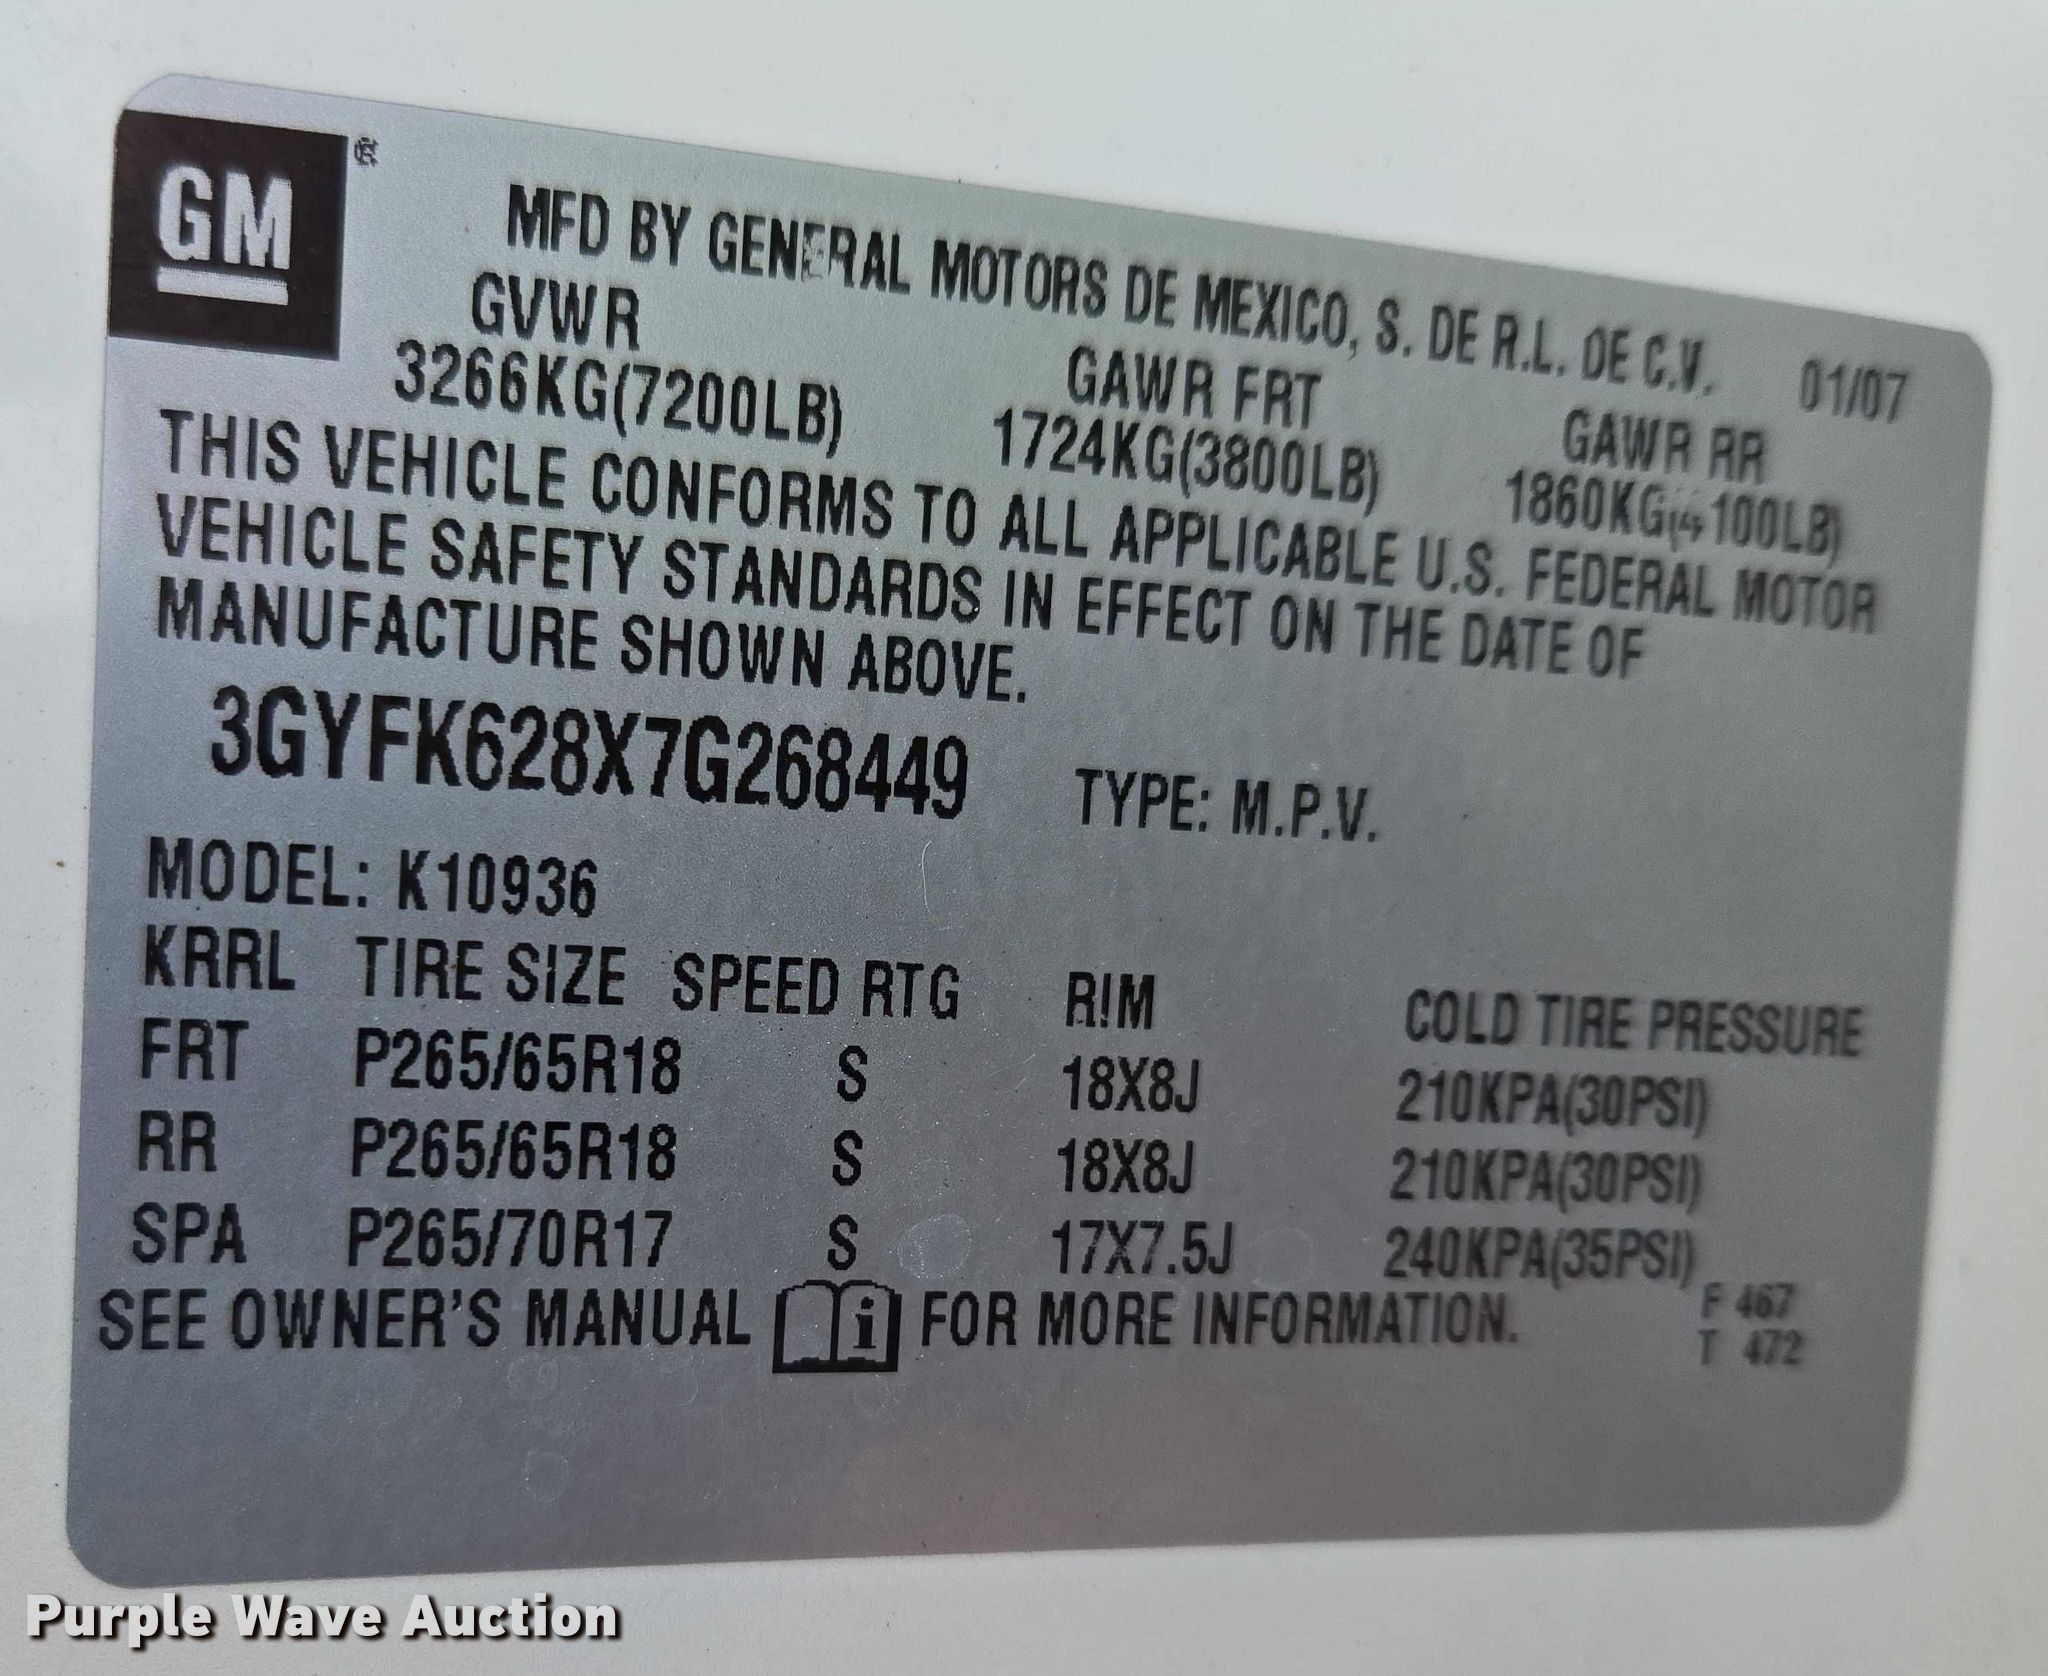 GM ®
MFD BY GENERAL MOTORS DE MEXICO, S. DE R.L. DE C.V. 01/07
GVWR GAWR FRT GAWR RR
3266KG(7200LB) 1724KG(3800LB) 1860KG(4100LB)
THIS VEHICLE CONFORMS TO ALL APPLICABLE U.S. FEDERAL MOTOR
VEHICLE SAFETY STANDARDS IN EFFECT ON THE DATE OF
MANUFACTURE SHOWN ABOVE.
3GYFK628X7G268449 TYPE: M.P.V.
MODEL: K10936
KRRL TIRE SIZE SPEED RTG RIM COLD TIRE PRESSURE
FRT P265/65R18 S 18X8J 210KPA(30PSI)
RR P265/65R18 S 18X8J 210KPA(30PSI)
SPA P265/70R17 S 17X7.5J 240KPA(35PSI)
SEE OWNER'S MANUAL i FOR MORE INFORMATION.
F 467
T 472
Purple Wave Auction